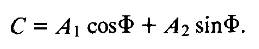 C = A₁ cosΦ + A₂ sinΦ.